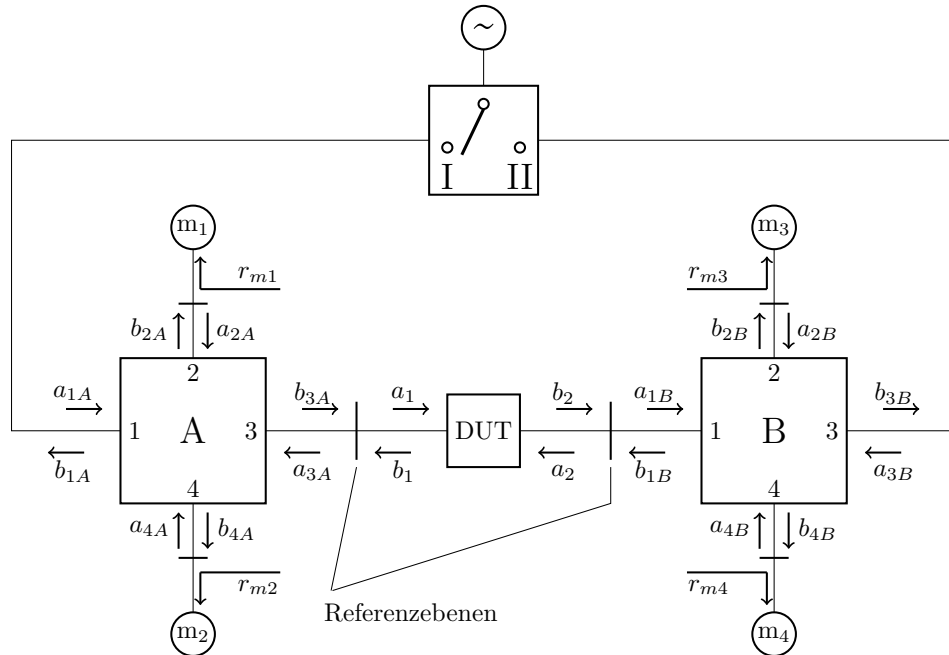 ~
I II
m1 m3
rm1 rm3
b2A a2A b2B a2B
a1A 2 b3A a1 b2 a1B 2 b3B
1 A 3 DUT 1 B 3
b1A 4 a3A b1 a2 b1B 4 a3B
a4A b4A a4B b4B
rm2 rm4
Referenzebenen
m2 m4